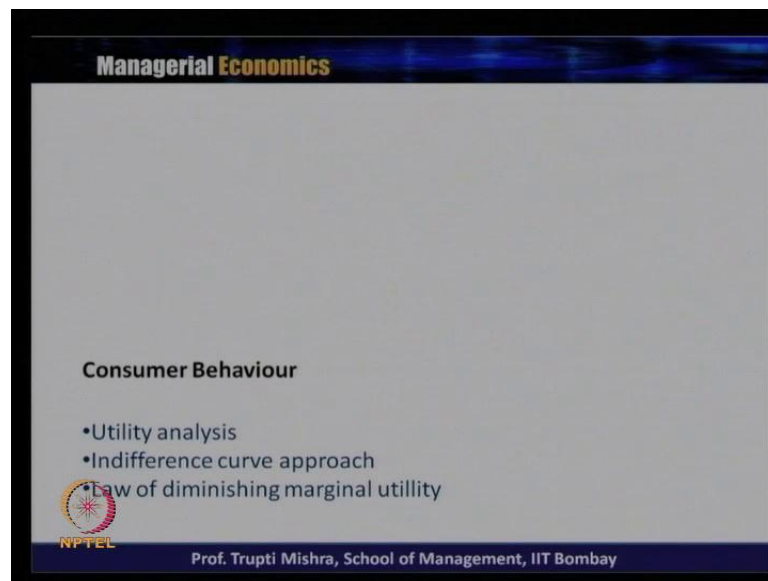 Managerial Economics
Consumer Behaviour
•Utility analysis
•Indifference curve approach
•Law of diminishing marginal utillity
NPTEL
Prof. Trupti Mishra, School of Management, IIT Bombay